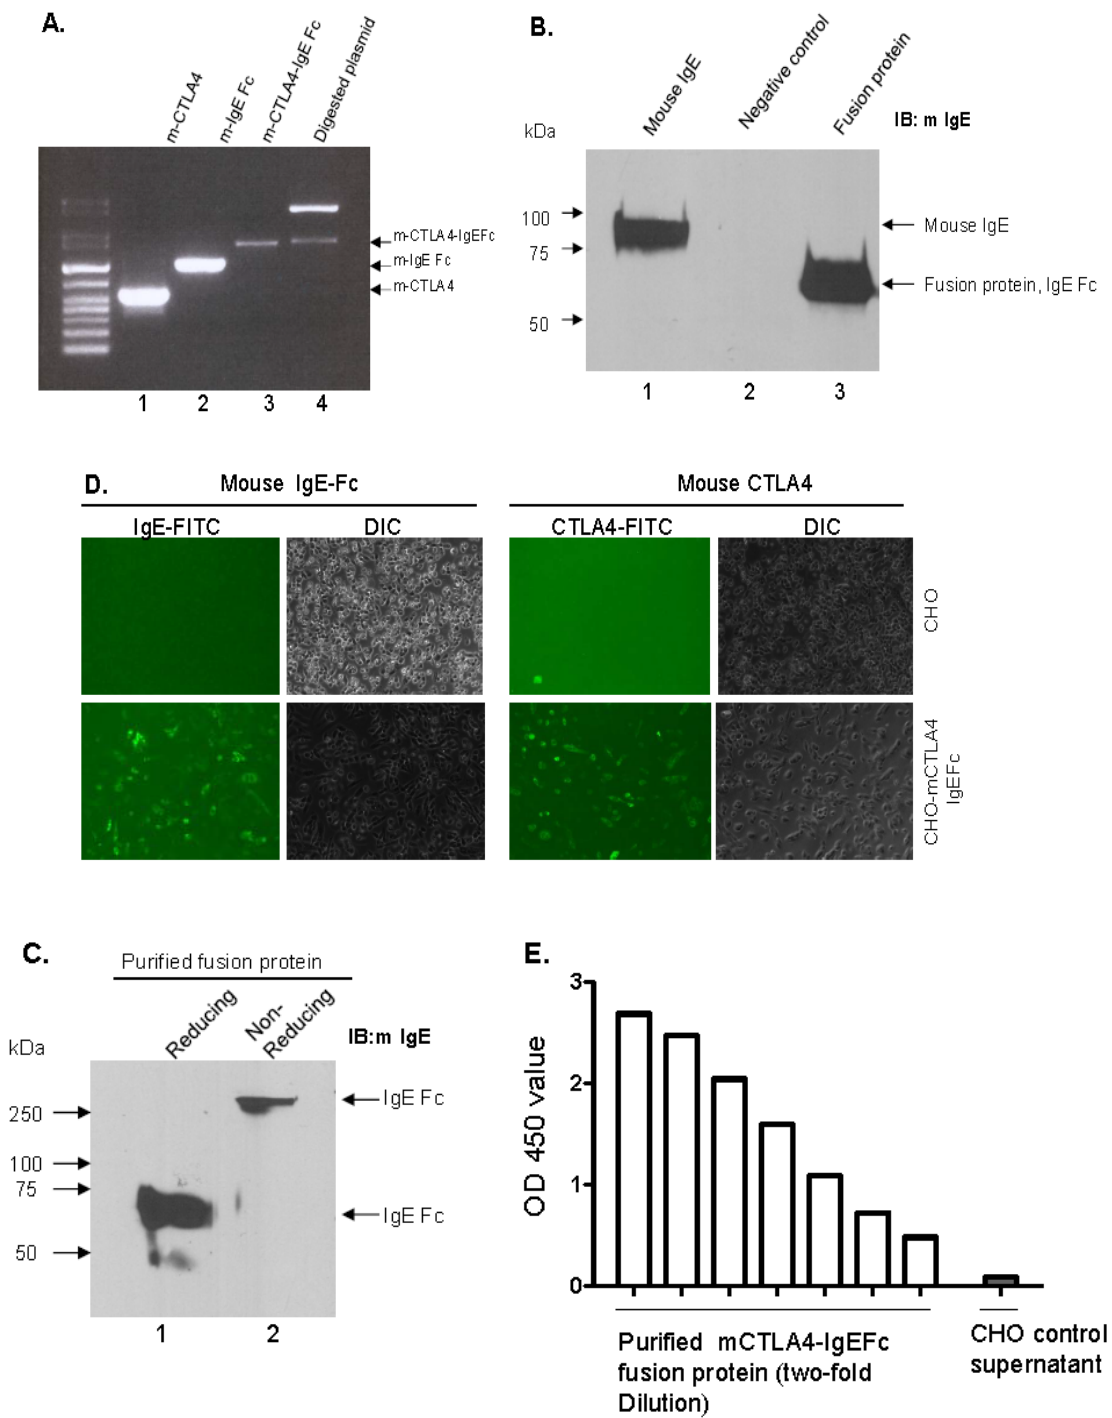 A.
m-CTLA4
m-IgE Fc
m-CTLA4-IgE Fc
Digested plasmid
m-CTLA4-IgEFc
m-IgE Fc
m-CTLA4
1 2 3 4
B.
Mouse IgE
Negative control
Fusion protein
IB: m IgE
kDa
100
75
50
Mouse IgE
Fusion protein, IgE Fc
1 2 3
D.
Mouse IgE-Fc
Mouse CTLA4
IgE-FITC
DIC
CTLA4-FITC
DIC
CHO
CHO-mCTLA4
IgEFc
C.
Purified fusion protein
Reducing
Non-
Reducing
IB:m IgE
kDa
250
100
75
50
IgE Fc
IgE Fc
1 2
E.
OD 450 value
3
2
1
0
Purified mCTLA4-IgEFc
fusion protein (two-fold
Dilution)
CHO control
supernatant